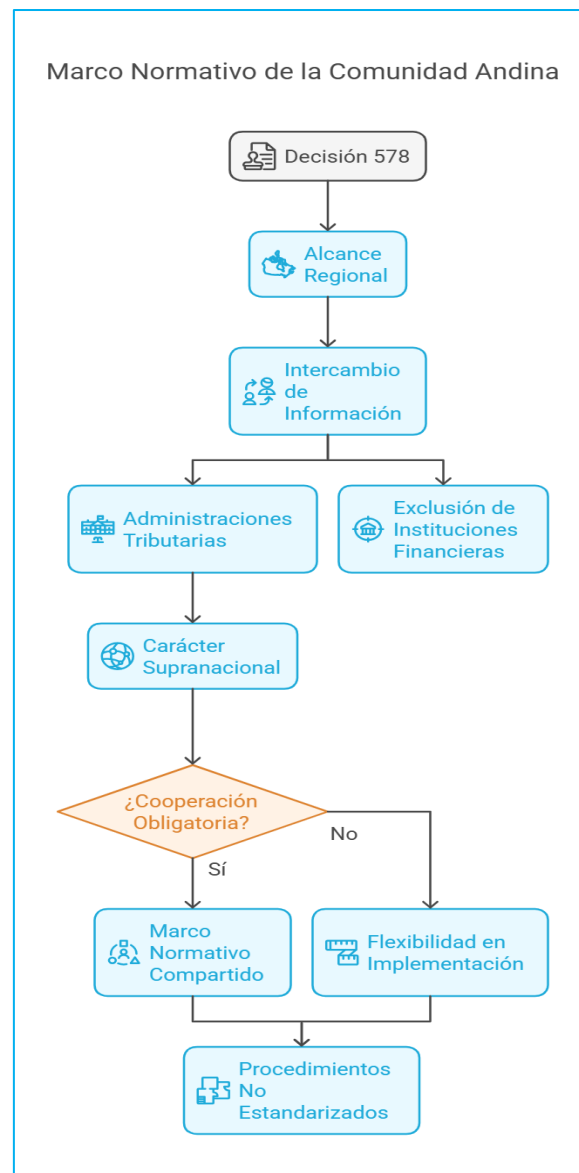 Marco Normativo de la Comunidad Andina
Decisión 578
Alcance
Regional
Intercambio
de
Información
Administraciones
Tributarias
Exclusión de
Instituciones
Financieras
Carácter
Supranacional
¿Cooperación
Obligatoria?
No
Sí
Marco
Normativo
Compartido
Flexibilidad en
Implementación
Procedimientos
No
Estandarizados